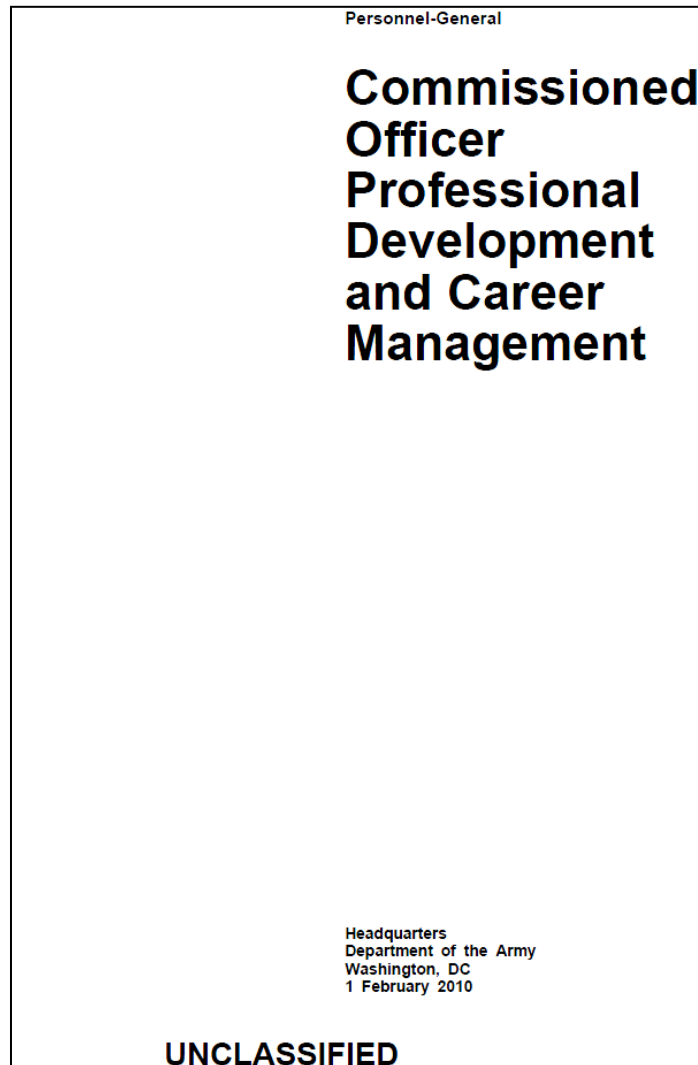 Personnel-General
Commissioned
Officer
Professional
Development
and Career
Management
Headquarters
Department of the Army
Washington, DC
1 February 2010
UNCLASSIFIED